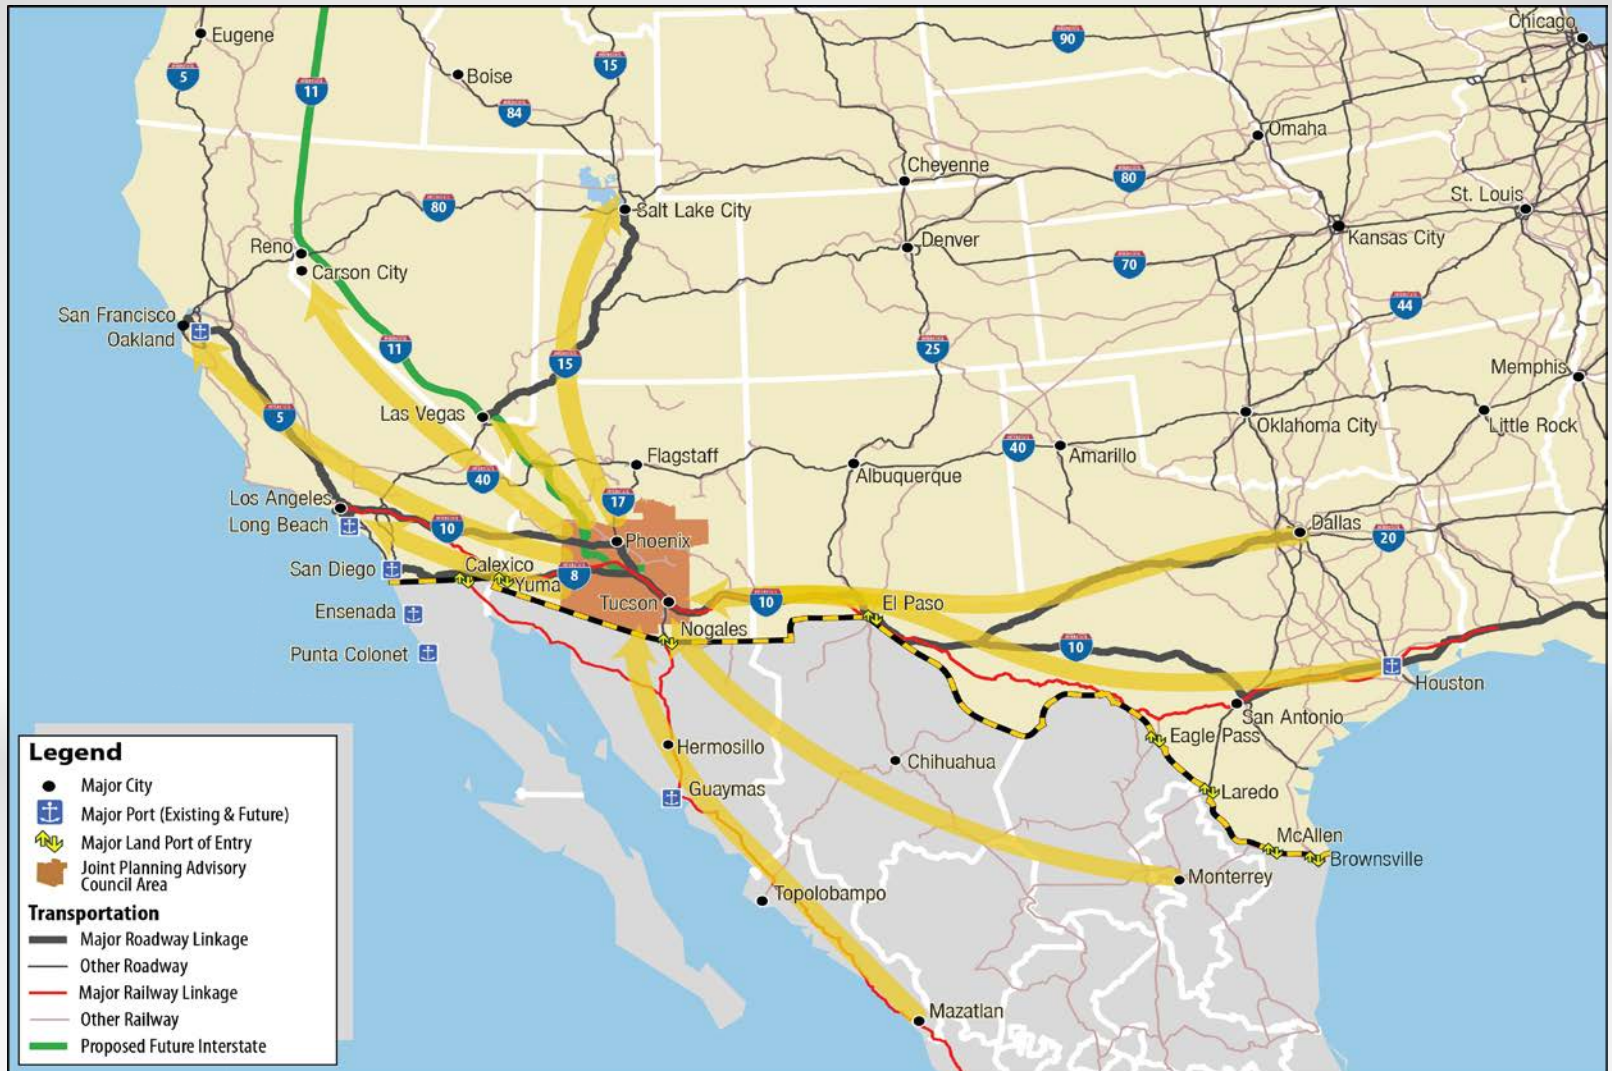 Chicago
Eugene
5
11
15
90
Boise
84
Omaha
Cheyenne
80
80
Salt Lake City
St. Louis
Kansas City
Reno
Carson City
Denver
70
San Francisco
Oakland
44
11
15
25
Memphis
Las Vegas
5
Oklahoma City
Little Rock
Flagstaff
40
Albuquerque
40
Amarillo
Los Angeles
Long Beach
10
17
Phoenix
Dallas
20
San Diego
Calexico
Yuma
8
Tucson
10
El Paso
Ensenada
Nogales
Punta Colonet
10
Houston
San Antonio
Eagle Pass
Hermosillo
Chihuahua
Guaymas
Laredo
McAllen
Brownsville
Monterrey
Topolobampo
Mazatlan
Legend
Major City
Major Port (Existing & Future)
Major Land Port of Entry
Joint Planning Advisory
Council Area
Transportation
Major Roadway Linkage
Other Roadway
Major Railway Linkage
Other Railway
Proposed Future Interstate